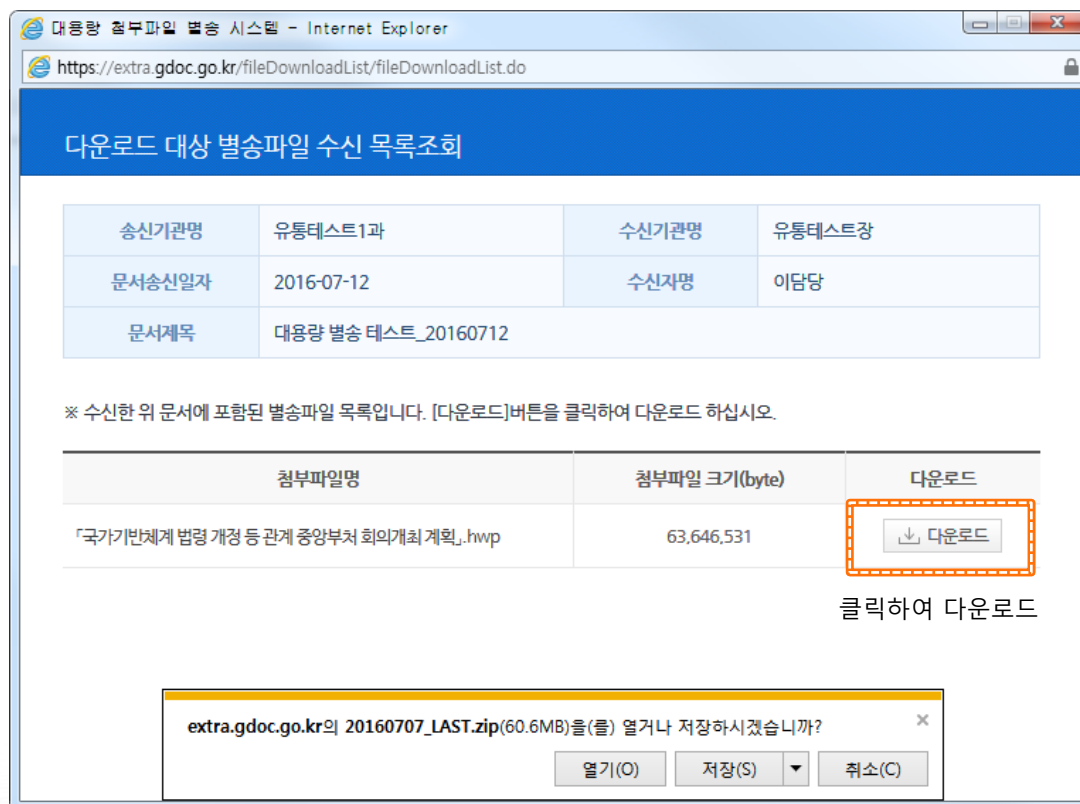 대용량 첨부파일 별송 시스템 - Internet Explorer
https://extra.gdoc.go.kr/fileDownloadList/fileDownloadList.do
다운로드 대상 별송파일 수신 목록조회
송신기관명 유통테스트1과 수신기관명 유통테스트장
문서송신일자 2016-07-12 수신자명 이담당
문서제목 대용량 별송 테스트_20160712
※ 수신한 위 문서에 포함된 별송파일 목록입니다. [다운로드]버튼을 클릭하여 다운로드 하십시오.
첨부파일명 첨부파일 크기(byte) 다운로드
「국가기반체계 법령 개정 등 관계 중앙부처 회의개최 계획」.hwp 63,646,531 다운로드
클릭하여 다운로드
extra.gdoc.go.kr의 20160707_LAST.zip(60.6MB)을(를) 열거나 저장하시겠습니까?
열기(O) 저장(S) 취소(C)